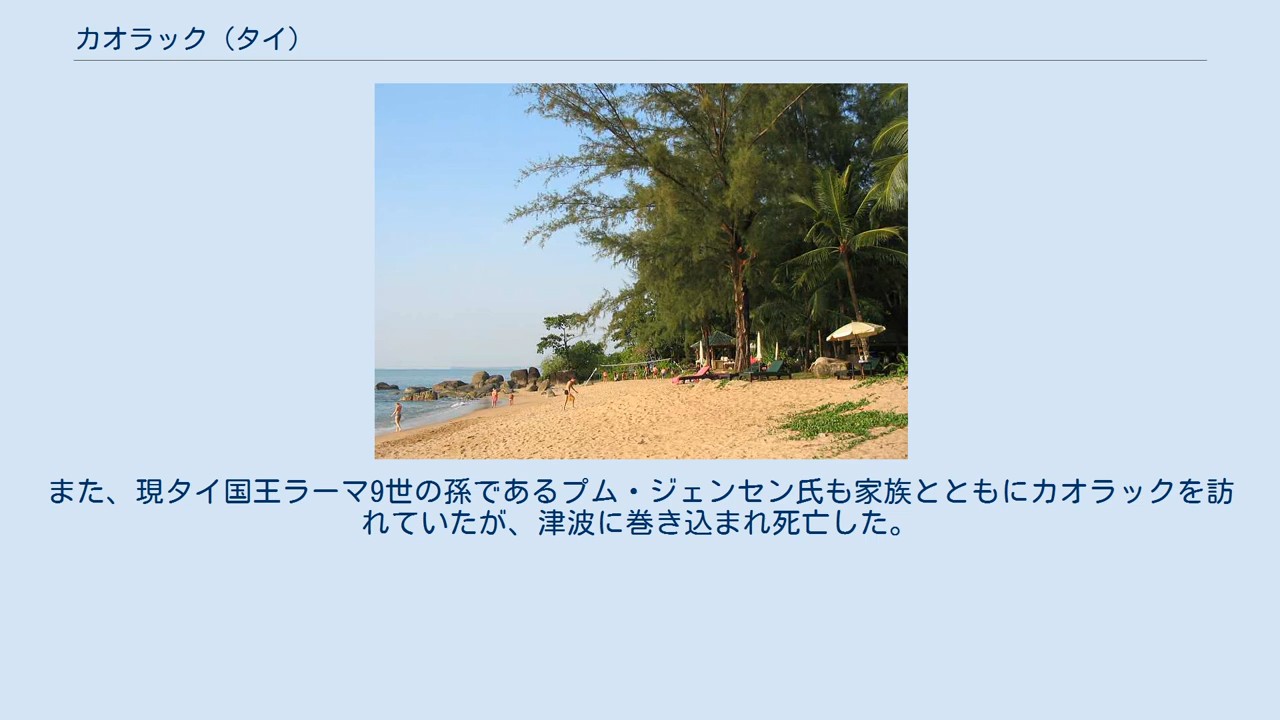 カオラック（タイ）
また、現タイ国王ラーマ9世の孫であるプム・ジェンセン氏も家族とともにカオラックを訪
れていたが、津波に巻き込まれ死亡した。